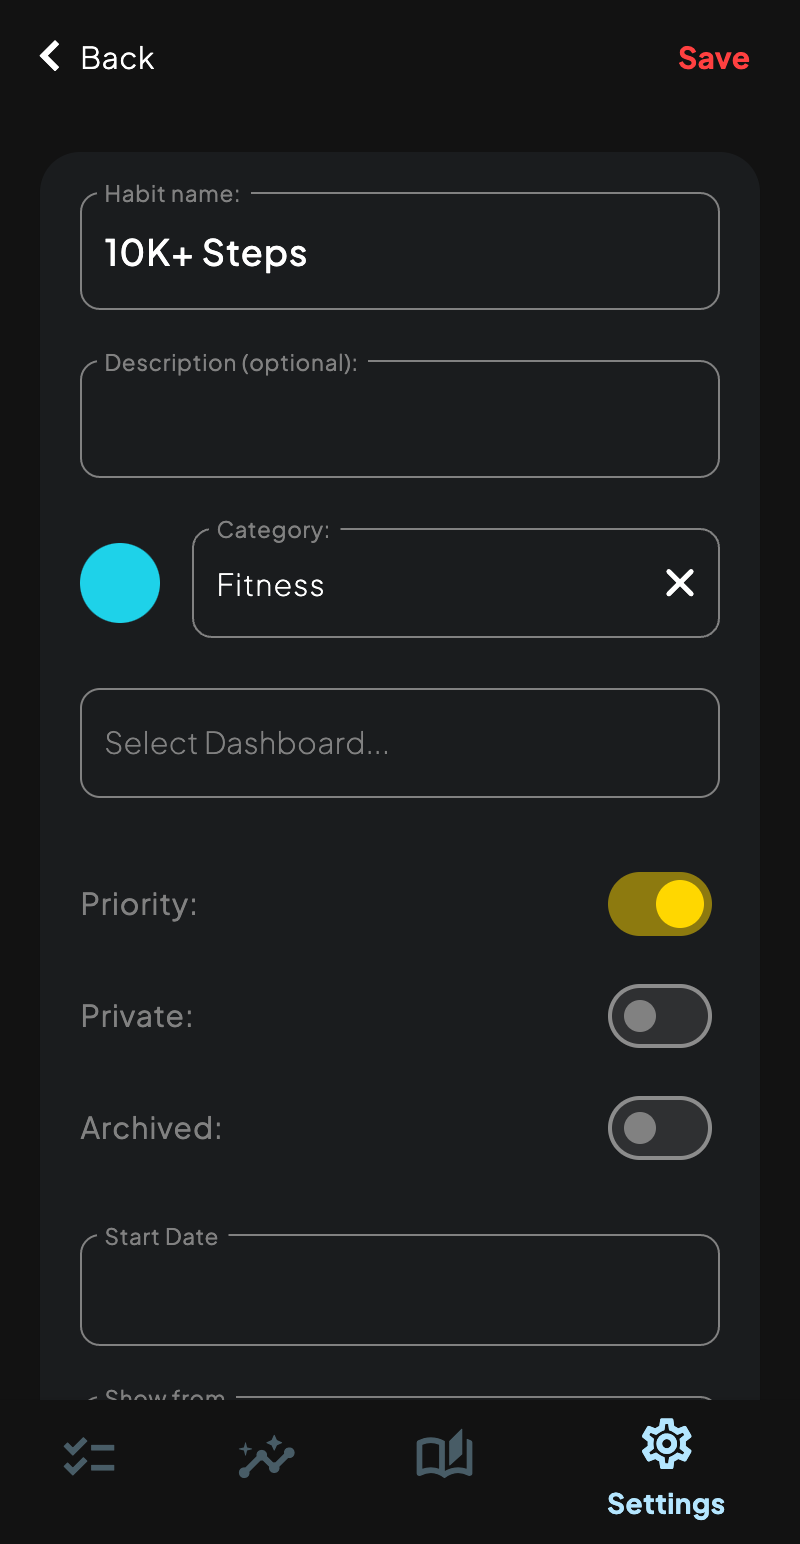 Back
Save
Habit name:
10K+ Steps
Description (optional):
Category:
Fitness
Select Dashboard...
Priority:
Private:
Archived:
Start Date
Show from
Settings